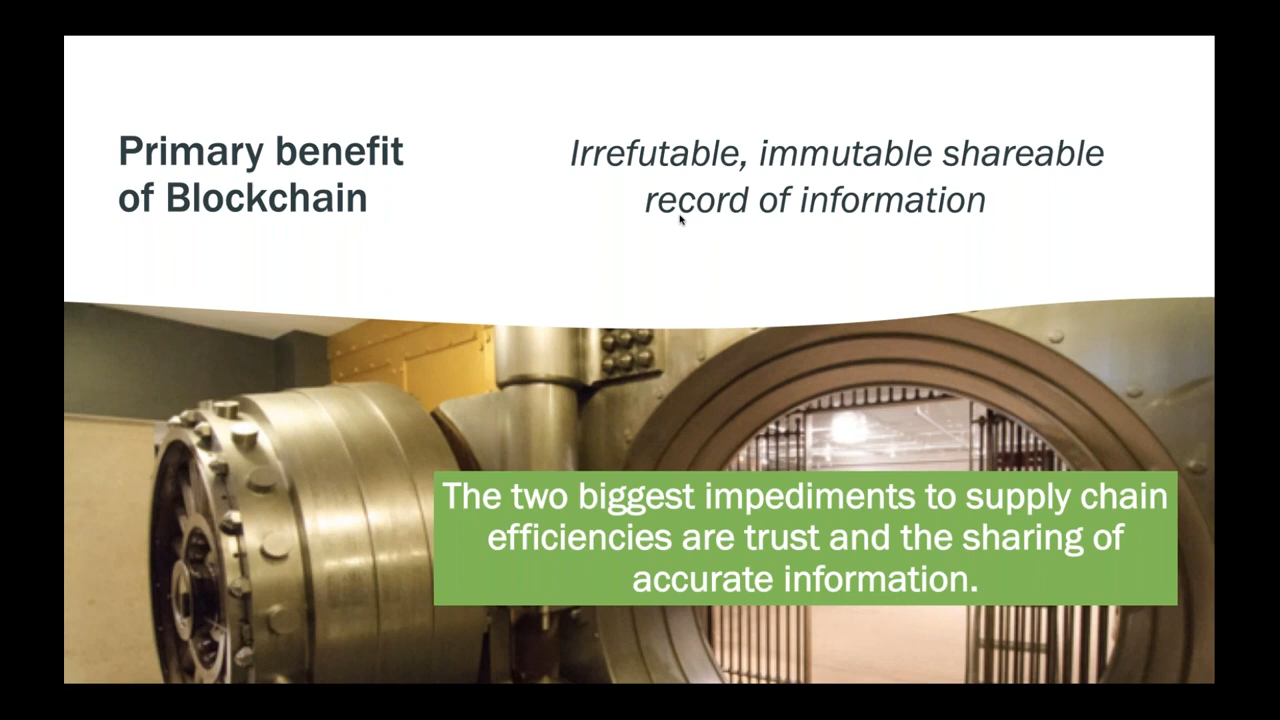 Primary benefit
of Blockchain
Irrefutable, immutable shareable
record of information
The two biggest impediments to supply chain
efficiencies are trust and the sharing of
accurate information.